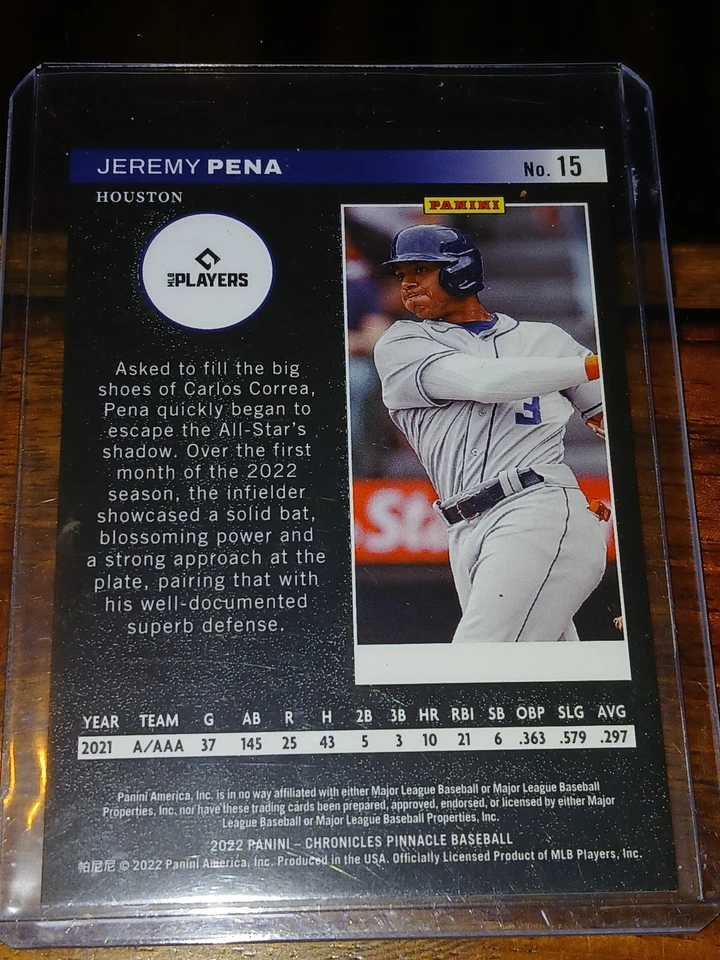 JEREMY PENA
No. 15
HOUSTON
PANINI
MLB PLAYERS
Asked to fill the big
shoes of Carlos Correa,
Pena quickly began to
escape the All-Star's
shadow. Over the first
month of the 2022
season, the infielder
showcased a solid bat,
blossoming power and
a strong approach at the
plate, pairing that with
his well-documented
superb defense.
3
Sta
YEAR TEAM G AB R H 2B 3B HR RBI SB OBP SLG AVG
2021 A/AAA 37 145 25 43 5 3 10 21 6 .363 .579 .297
Panini America, Inc. is in no way affiliated with either Major League Baseball or Major League Baseball
Properties, Inc. nor have these trading cards been prepared, approved, endorsed, or licensed by either Major
League Baseball or Major League Baseball Properties, Inc.
2022 PANINI – CHRONICLES PINNACLE BASEBALL
帕尼尼 © 2022 Panini America, Inc. Produced in the USA. Officially Licensed Product of MLB Players, Inc.